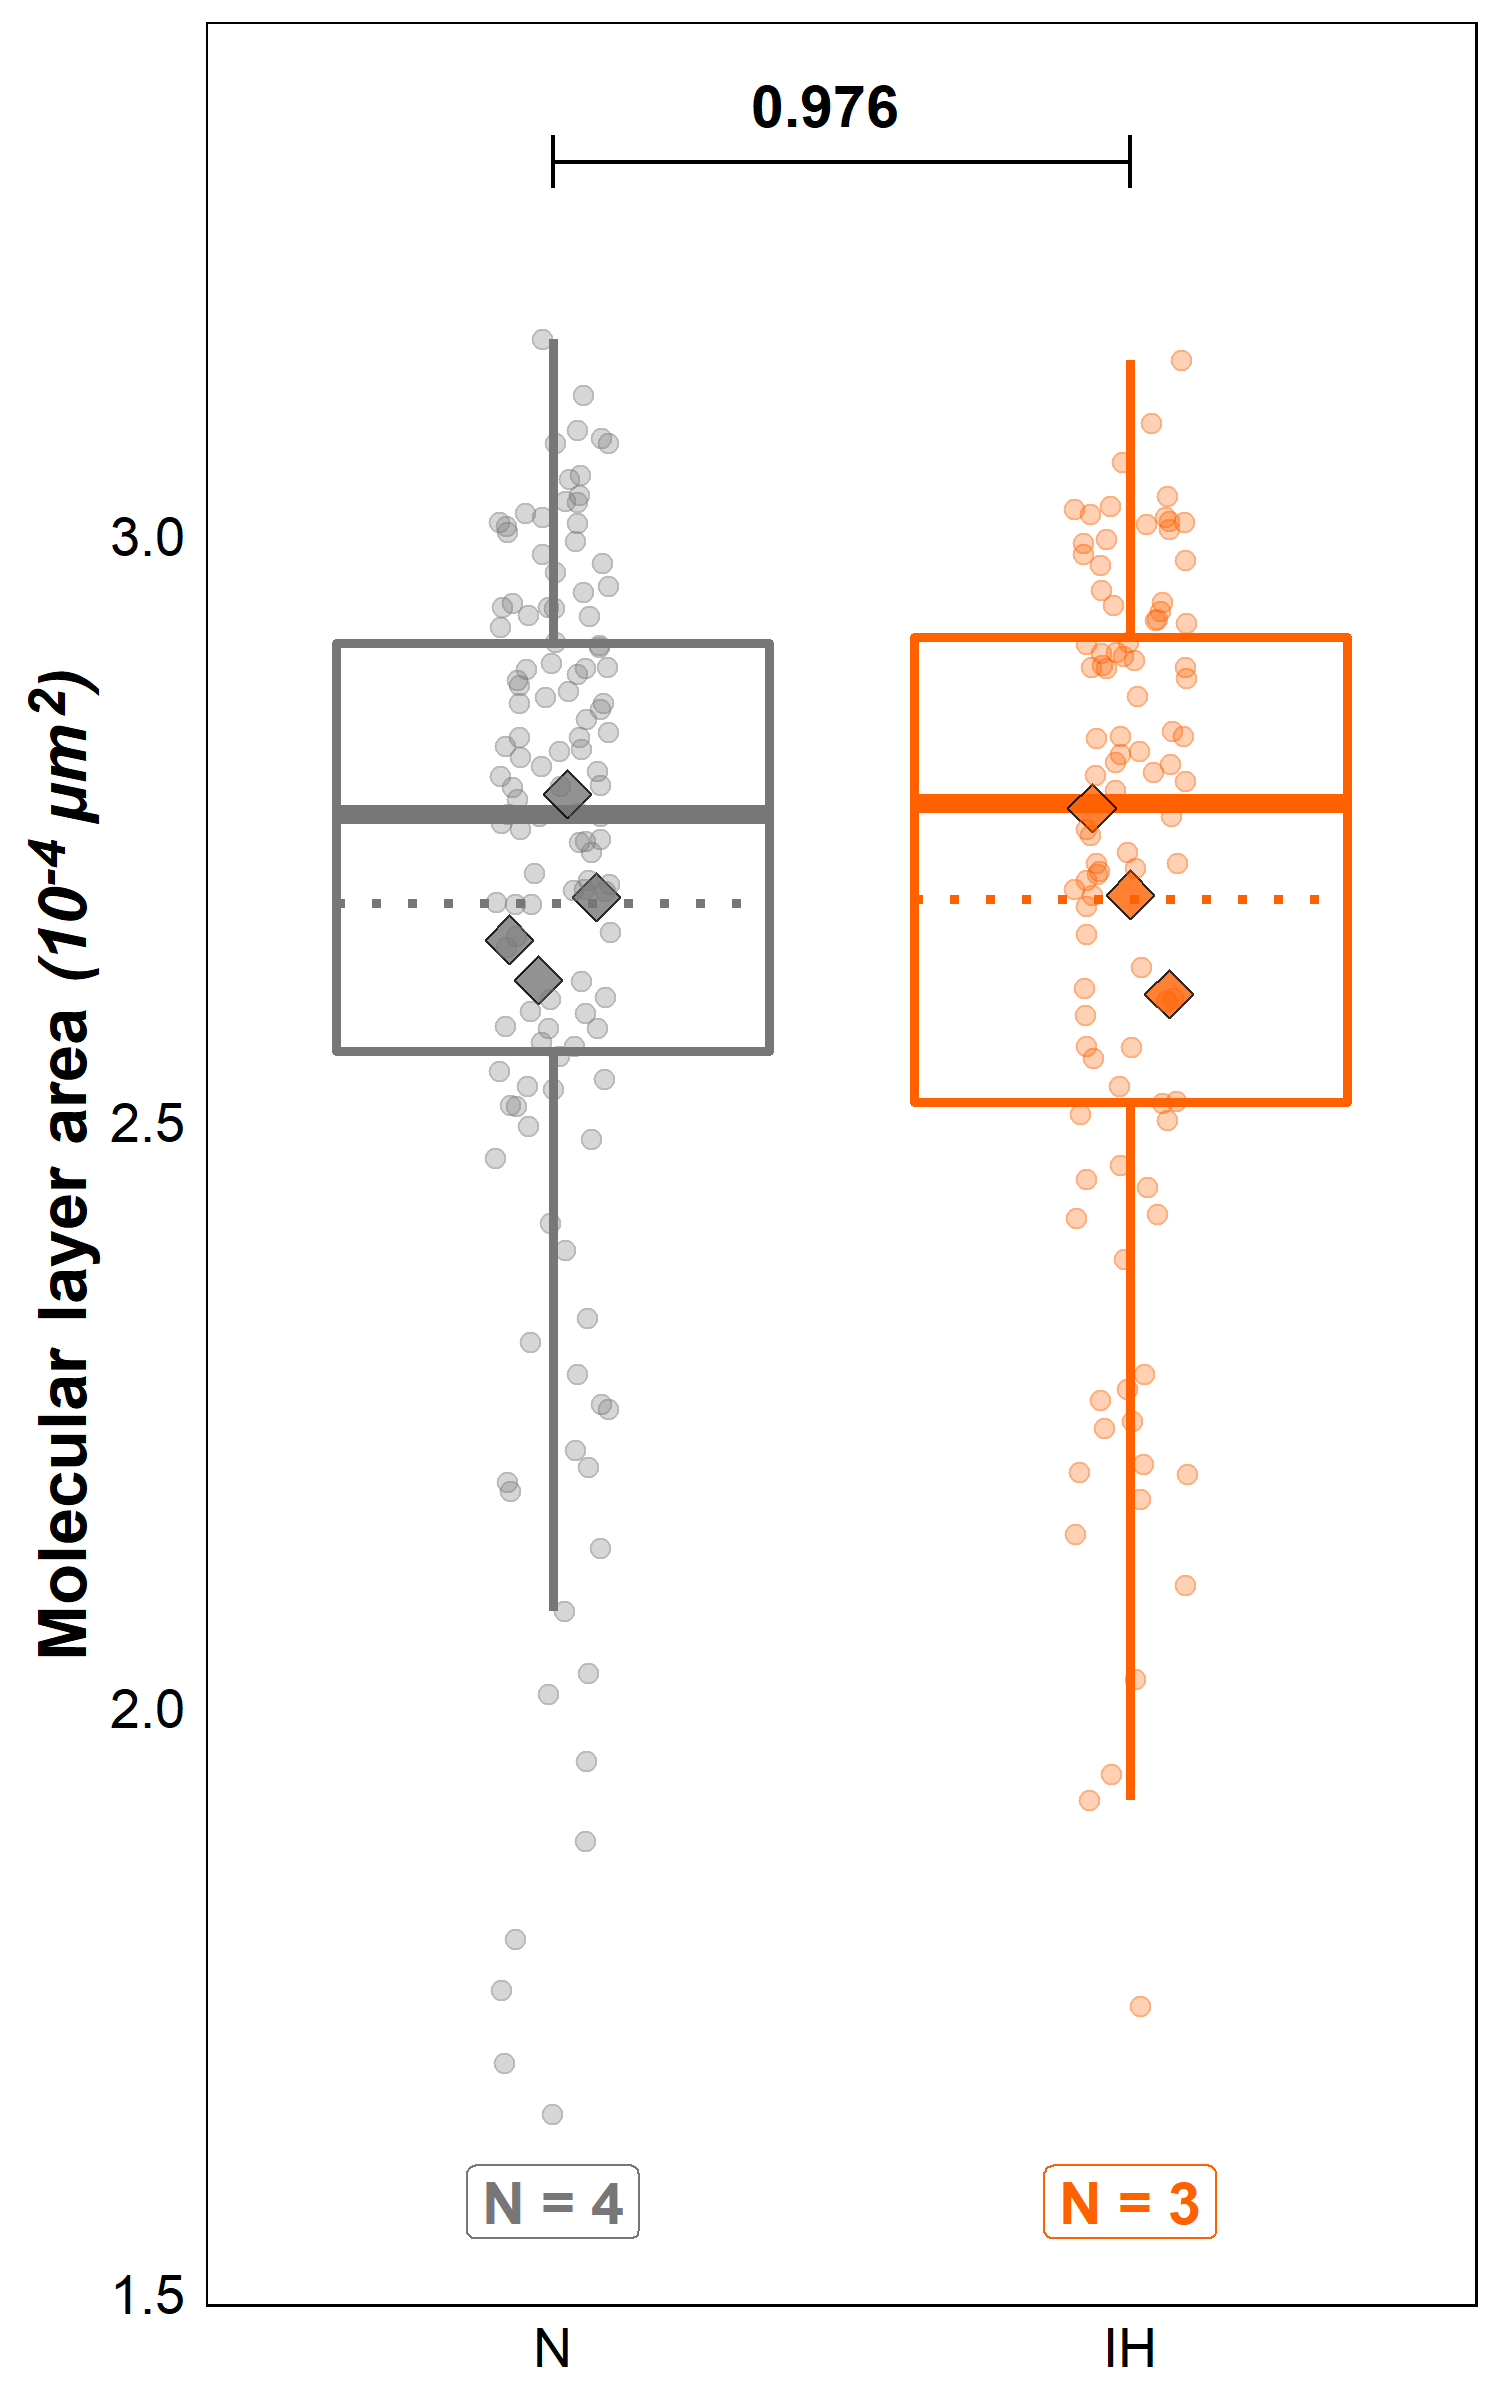 0.976
Molecular layer area (10⁻⁴ µm²)
3.0
2.5
2.0
1.5
N = 4
N = 3
N
IH